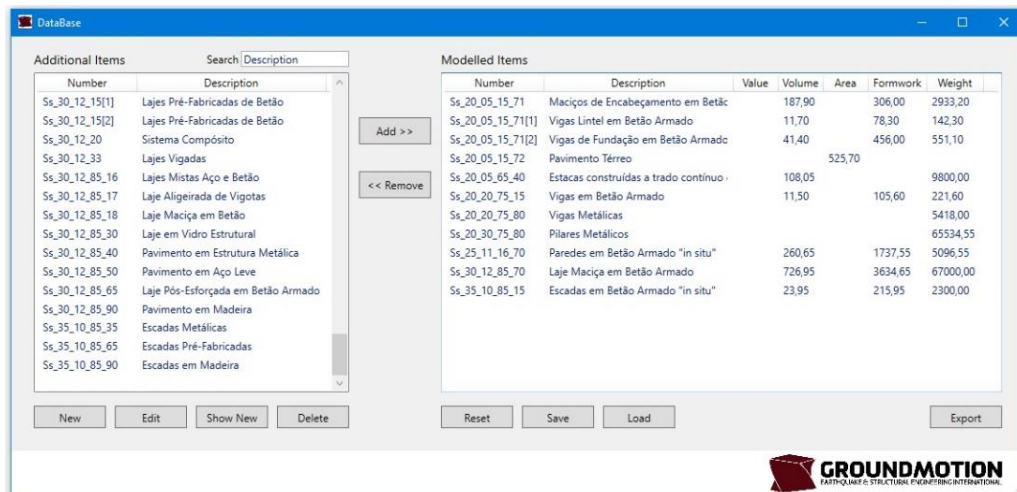 DataBase
Additional Items
Search Description
Number Description
Ss_30_12_15[1] Lajes Pré-Fabricadas de Betão
Ss_30_12_15[2] Lajes Pré-Fabricadas de Betão
Ss_30_12_20 Sistema Compósito
Ss_30_12_33 Lajes Vigadas
Ss_30_12_85_16 Lajes Mistas Aço e Betão
Ss_30_12_85_17 Laje Aligeirada de Vigotas
Ss_30_12_85_18 Laje Maciça em Betão
Ss_30_12_85_30 Laje em Vidro Estrutural
Ss_30_12_85_40 Pavimento em Estrutura Metálica
Ss_30_12_85_50 Pavimento em Aço Leve
Ss_30_12_85_65 Laje Pós-Esforçada em Betão Armado
Ss_30_12_85_90 Pavimento em Madeira
Ss_35_10_85_35 Escadas Metálicas
Ss_35_10_85_65 Escadas Pré-Fabricadas
Ss_35_10_85_90 Escadas em Madeira
New Edit Show New Delete
Add >>
<< Remove
Modelled Items
Number Description Value Volume Area Formwork Weight
Ss_20_05_15_71 Maciços de Encabeçamento em Betãc 187,90 306,00 2933,20
Ss_20_05_15_71[1] Vigas Lintel em Betão Armado 11,70 78,30 142,30
Ss_20_05_15_71[2] Vigas de Fundação em Betão Armadc 41,40 456,00 551,10
Ss_20_05_15_72 Pavimento Térreo 525,70
Ss_20_05_65_40 Estacas construídas a trado contínuo 108,05 9800,00
Ss_20_20_75_15 Vigas em Betão Armado 11,50 105,60 221,60
Ss_20_20_75_80 Vigas Metálicas 5418,00
Ss_20_30_75_80 Pilares Metálicos 65534,55
Ss_25_11_16_70 Paredes em Betão Armado "in situ" 260,65 1737,55 5096,55
Ss_30_12_85_70 Laje Maciça em Betão Armado 726,95 3634,65 67000,00
Ss_35_10_85_15 Escadas em Betão Armado "in situ" 23,95 215,95 2300,00
Reset Save Load Export
GROUNDMOTION
EARTHQUAKE & STRUCTURAL ENGINEERING INTERNATIONAL